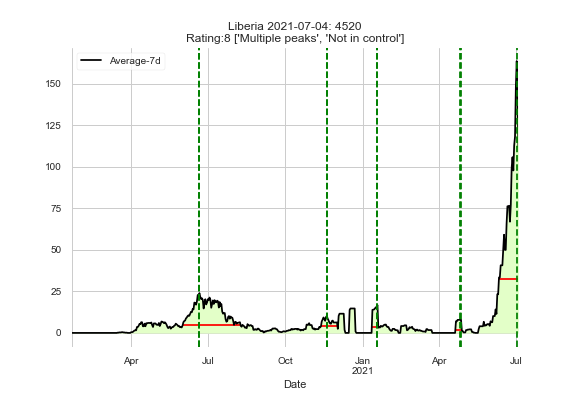 Liberia 2021-07-04: 4520
Rating:8 ['Multiple peaks', 'Not in control']
Average-7d
150
125
100
75
50
25
0
Apr
Jul
Oct
Jan
2021
Apr
Jul
Date